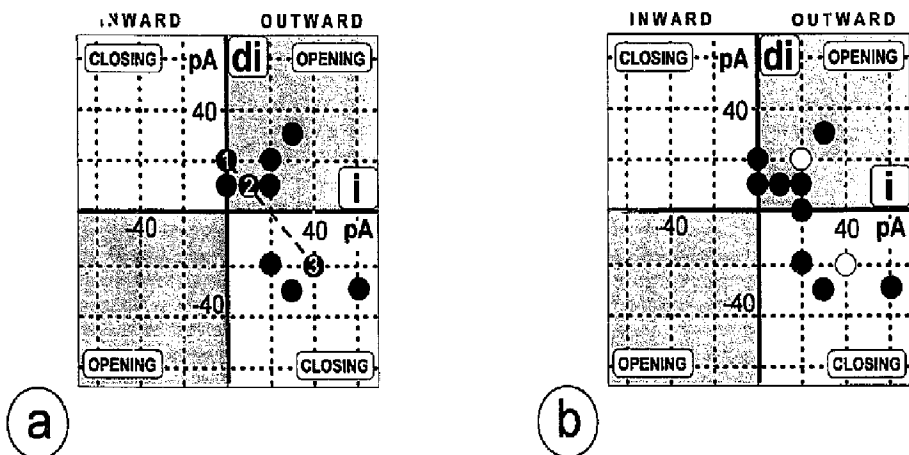 INWARD OUTWARD
CLOSING pA di OPENING
40
1
2
i
-40 40 pA
3
-40
OPENING CLOSING
a
INWARD OUTWARD
CLOSING pA di OPENING
40
i
-40 40 pA
-40
OPENING CLOSING
b